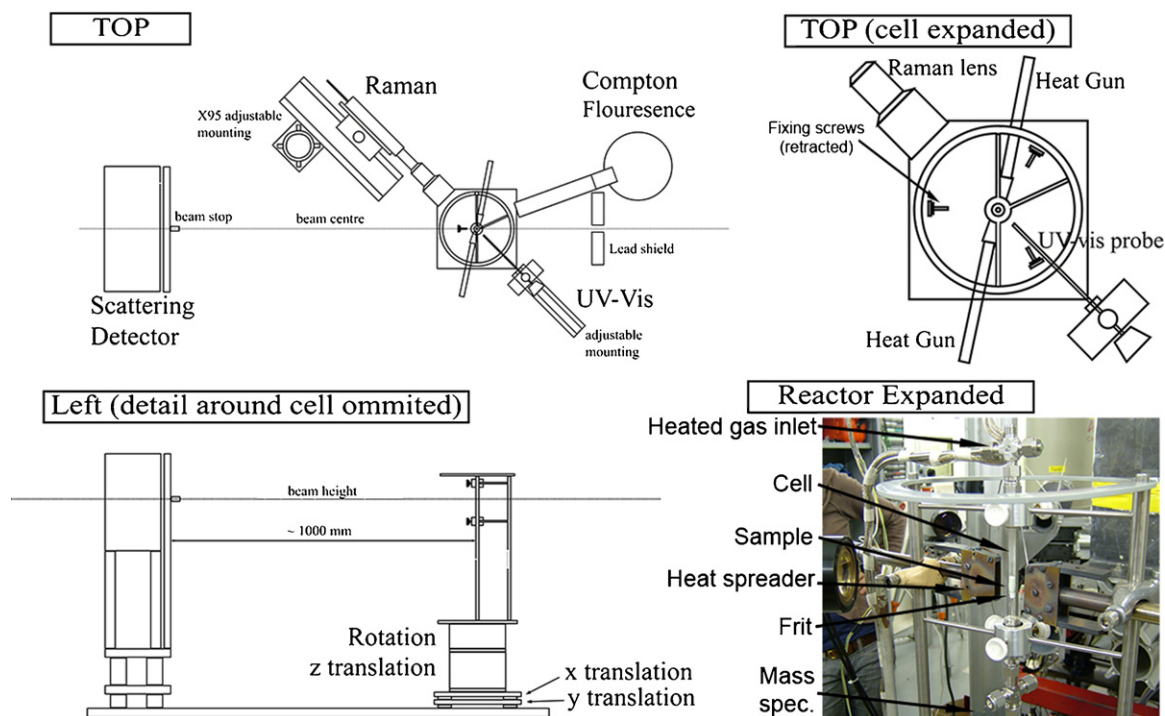 TOP
Raman
X95 adjustable
mounting
Compton
Flouresence
beam stop
beam centre
Lead shield
Scattering
Detector
UV-Vis
adjustable
mounting
TOP (cell expanded)
Raman lens
Heat Gun
Fixing screws
(retracted)
UV-vis probe
Heat Gun
Left (detail around cell ommited)
beam height
~ 1000 mm
Rotation
z translation
x translation
y translation
Reactor Expanded
Heated gas inlet
Cell
Sample
Heat spreader
Frit
Mass
spec.